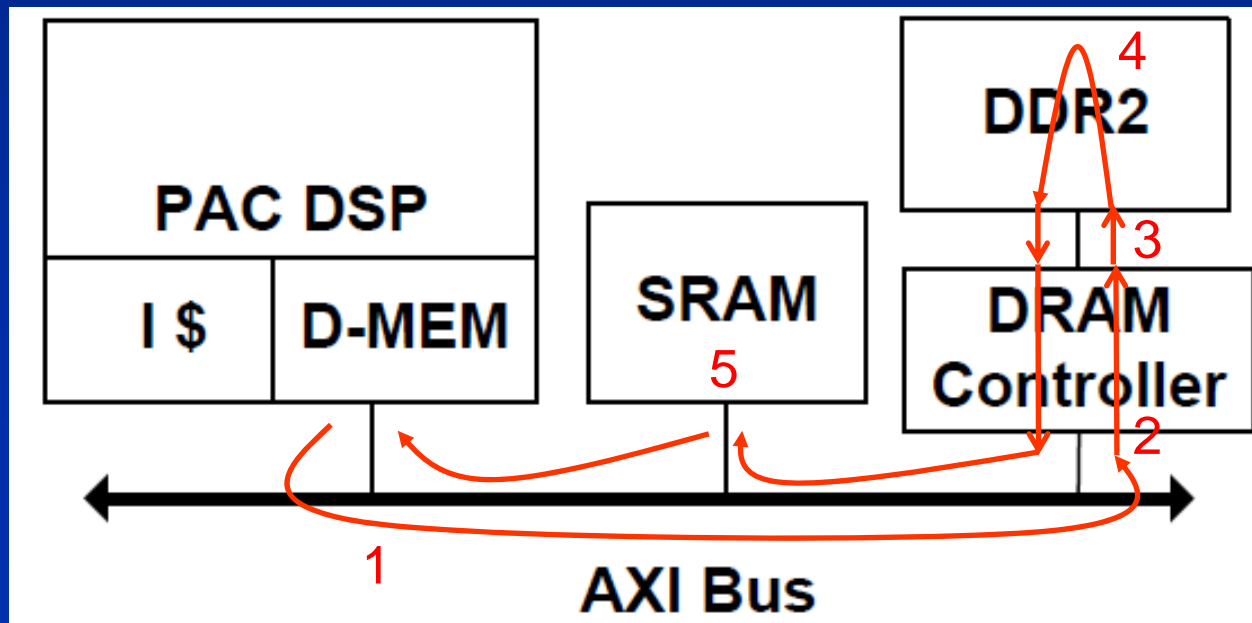 PAC DSP
I $
D-MEM
SRAM
5
DDR2
4
3
DRAM
Controller
2
1
AXI Bus